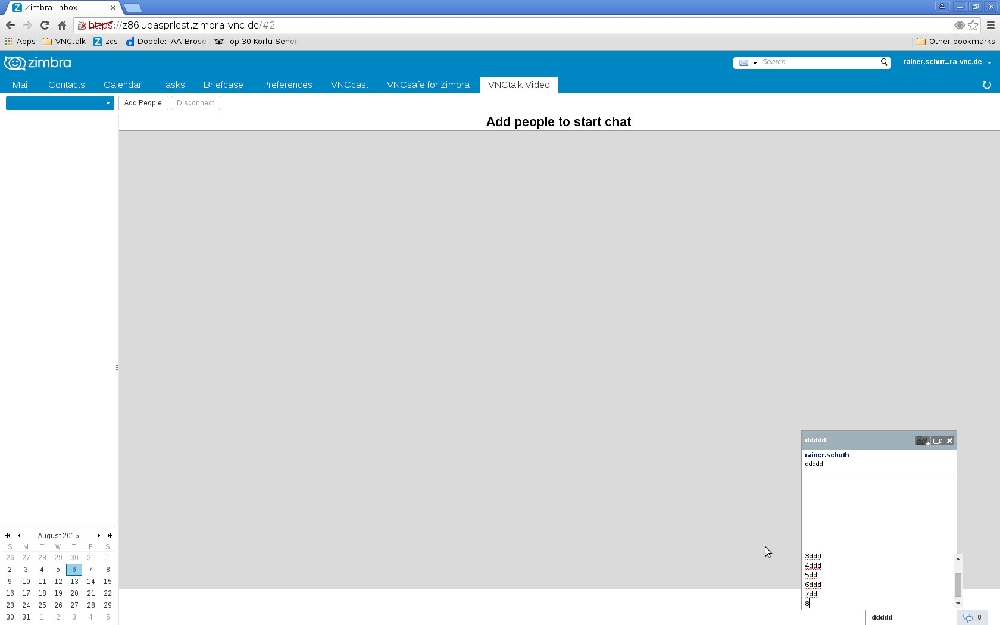 Zimbra: Inbox
https://z86judaspriest.zimbra-vnc.de/#2
Apps VNCtalk zcs Doodle: IAA-Brose Top 30 Korfu Seher Other bookmarks
zimbra Search rainer.schut...ra-vnc.de
Mail Contacts Calendar Tasks Briefcase Preferences VNCcast VNCsafe for Zimbra VNCtalk Video
Add People Disconnect
Add people to start chat
ddddd
rainer.schuth
ddddd
3ddd
4ddd
5dd
6ddd
7dd
8
ddddd 0
August 2015
S M T W T F S
26 27 28 29 30 31 1
2 3 4 5 6 7 8
9 10 11 12 13 14 15
16 17 18 19 20 21 22
23 24 25 26 27 28 29
30 31 1 2 3 4 5